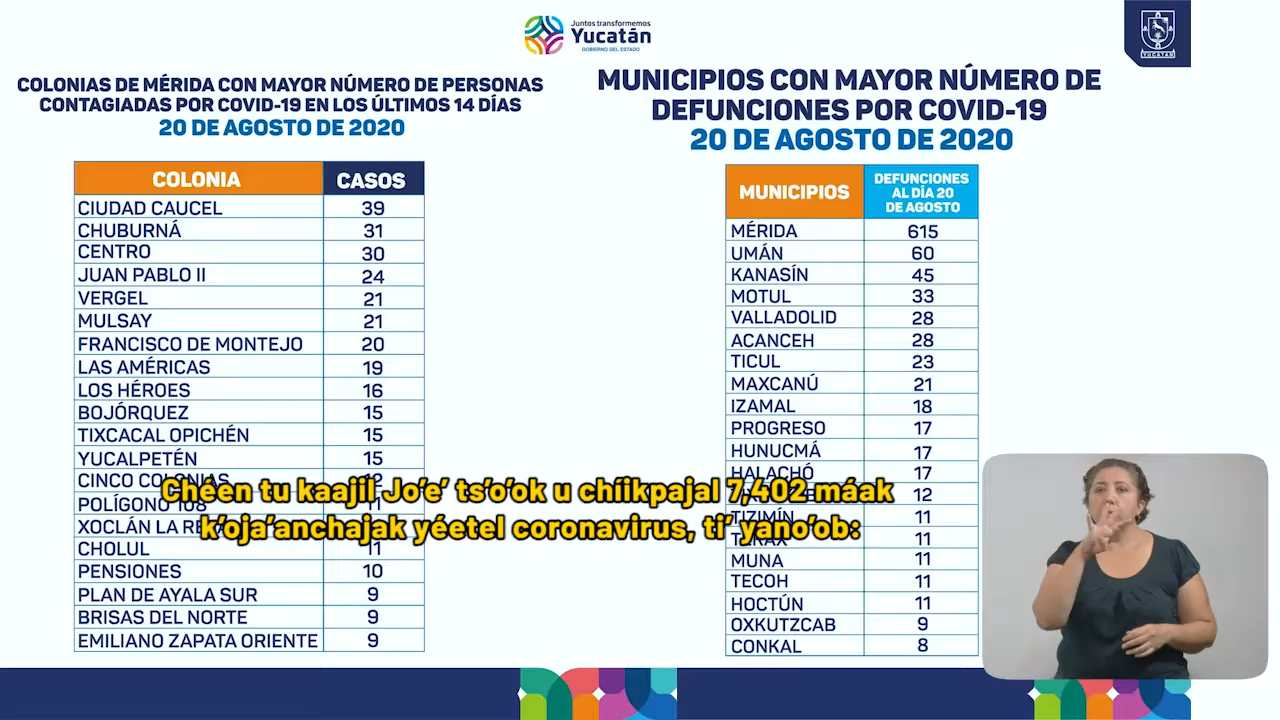 Juntos transformemos
Yucatán
GOBIERNO DEL ESTADO
YUCATÁN
COLONIAS DE MÉRIDA CON MAYOR NÚMERO DE PERSONAS
CONTAGIADAS POR COVID-19 EN LOS ÚLTIMOS 14 DÍAS
20 DE AGOSTO DE 2020
COLONIA CASOS
CIUDAD CAUCEL 39
CHUBURNÁ 31
CENTRO 30
JUAN PABLO II 24
VERGEL 21
MULSAY 21
FRANCISCO DE MONTEJO 20
LAS AMÉRICAS 19
LOS HÉROES 16
BOJÓRQUEZ 15
TIXCACAL OPICHÉN 15
YUCALPETÉN 15
CINCO COLONIAS
POLÍGONO 108 11
XOCLÁN LA
CHOLUL 11
PENSIONES 10
PLAN DE AYALA SUR 9
BRISAS DEL NORTE 9
EMILIANO ZAPATA ORIENTE 9
MUNICIPIOS CON MAYOR NÚMERO DE
DEFUNCIONES POR COVID-19
20 DE AGOSTO DE 2020
MUNICIPIOS DEFUNCIONES
AL DÍA 20
DE AGOSTO
MÉRIDA 615
UMÁN 60
KANASÍN 45
MOTUL 33
VALLADOLID 28
ACANCEH 28
TICUL 23
MAXCANÚ 21
IZAMAL 18
PROGRESO 17
HUNUCMÁ 17
HALACHÓ 17
12
TIZIMÍN 11
11
MUNA 11
TECOH 11
HOCTÚN 11
OXKUTZCAB 9
CONKAL 8
Chéen tu kaajil Jo'e' ts'o'ok u chíikpajal 7,402 máak
k'oja'anchajak yéetel coronavirus, ti' yano'ob: